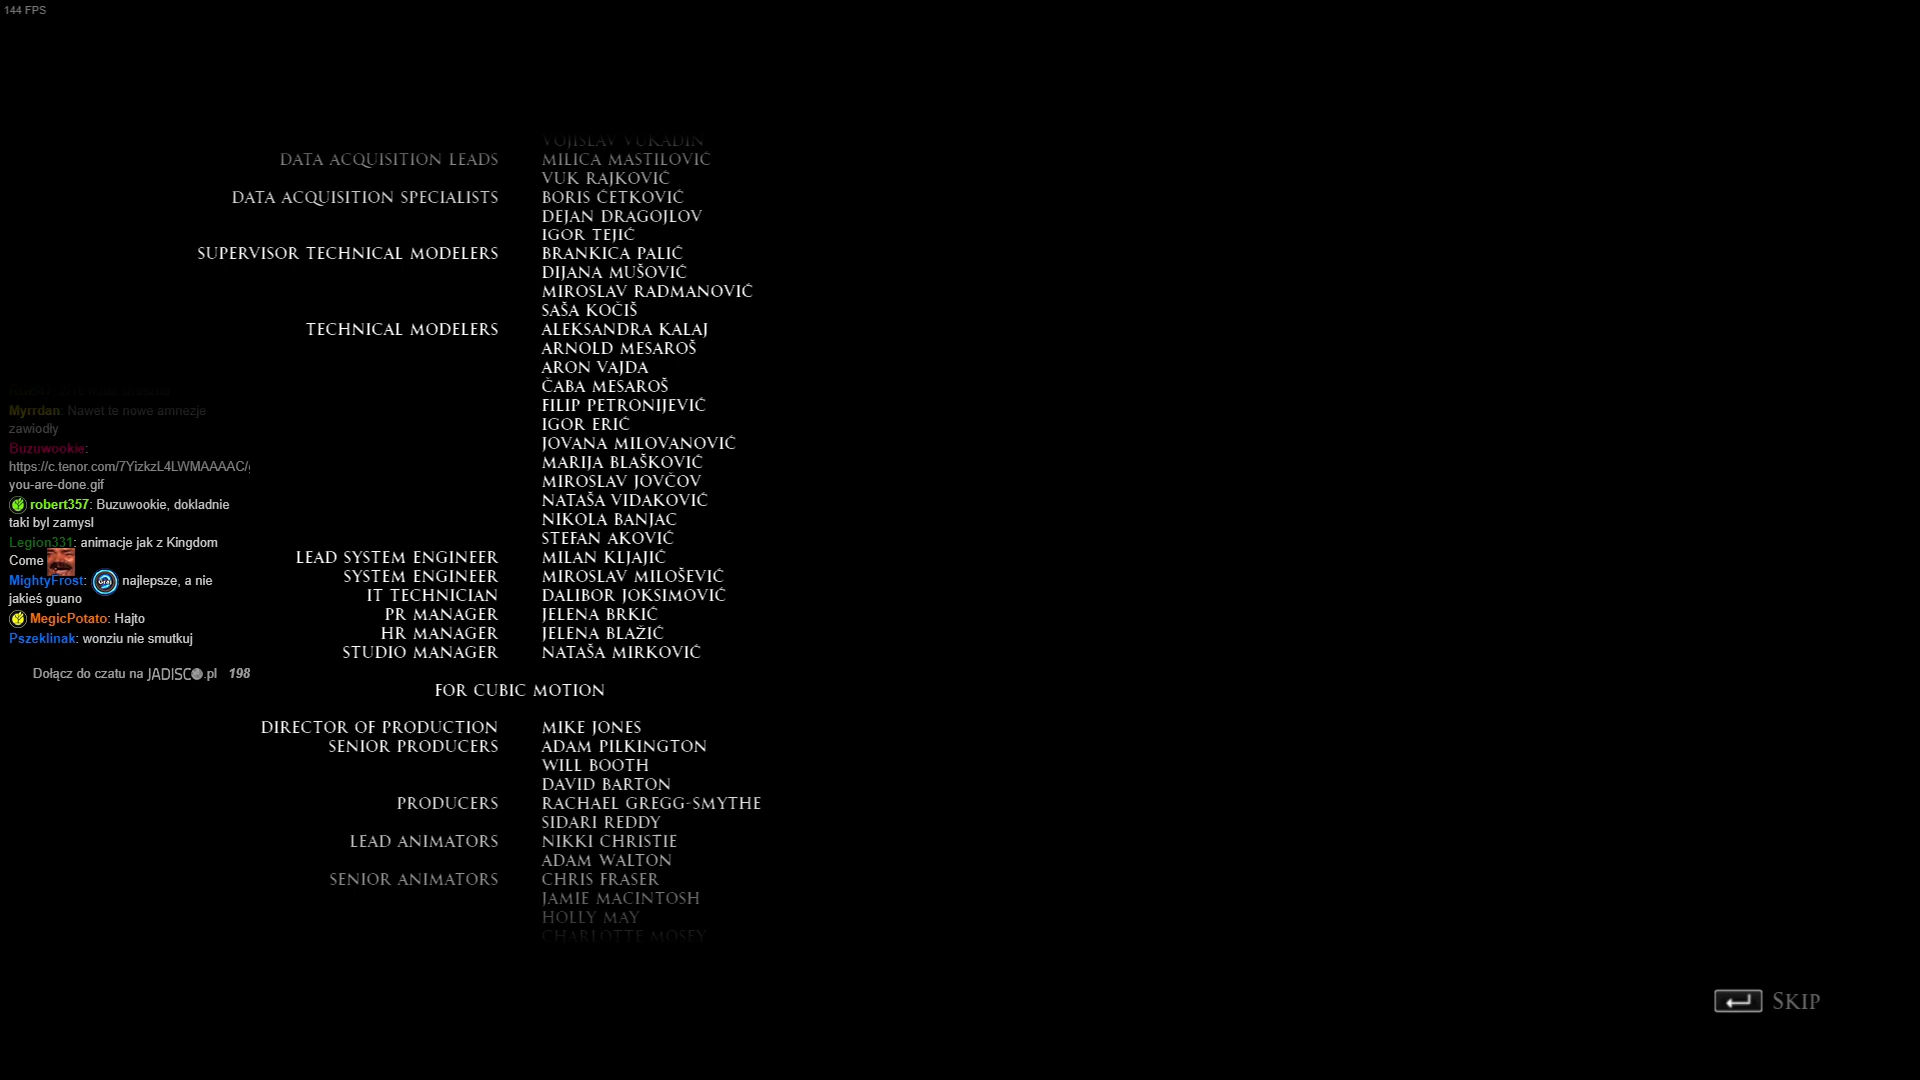 144 FPS
VOJISLAV VUKADIN
DATA ACQUISITION LEADS MILICA MASTILOVIĆ
VUK RAJKOVIĆ
DATA ACQUISITION SPECIALISTS BORIS ĆETKOVIĆ
DEJAN DRAGOJLOV
IGOR TEJIĆ
SUPERVISOR TECHNICAL MODELERS BRANKICA PALIĆ
DIJANA MUŠOVIĆ
MIROSLAV RADMANOVIĆ
SAŠA KOČIŠ
TECHNICAL MODELERS ALEKSANDRA KALAJ
ARNOLD MESAROŠ
ARON VAJDA
ČABA MESAROŠ
FILIP PETRONIJEVIĆ
IGOR ERIĆ
JOVANA MILOVANOVIĆ
MARIJA BLAŠKOVIĆ
MIROSLAV JOVČOV
NATAŠA VIDAKOVIĆ
NIKOLA BANJAC
STEFAN AKOVIĆ
LEAD SYSTEM ENGINEER MILAN KLJAJIĆ
SYSTEM ENGINEER MIROSLAV MILOŠEVIĆ
IT TECHNICIAN DALIBOR JOKSIMOVIĆ
PR MANAGER JELENA BRKIĆ
HR MANAGER JELENA BLAŽIĆ
STUDIO MANAGER NATAŠA MIRKOVIĆ
FOR CUBIC MOTION
DIRECTOR OF PRODUCTION MIKE JONES
SENIOR PRODUCERS ADAM PILKINGTON
WILL BOOTH
DAVID BARTON
PRODUCERS RACHAEL GREGG-SMYTHE
SIDARI REDDY
LEAD ANIMATORS NIKKI CHRISTIE
ADAM WALTON
SENIOR ANIMATORS CHRIS FRASER
JAMIE MACINTOSH
HOLLY MAY
CHARLOTTE MOSEY
Myrrdan: Nawet te nowe amnezje
zawiodły
Buzuwookie:
https://c.tenor.com/7YizkzL4LWMAAAAC/
you-are-done.gif
robert357: Buzuwookie, dokladnie
taki byl zamysl
Legion331: animacje jak z Kingdom
Come
MightyFrost: najlepsze, a nie
jakieś guano
MegicPotato: Hajto
Pszeklinak: wonziu nie smutkuj
Dołącz do czatu na JADISCO.pl 198
SKIP